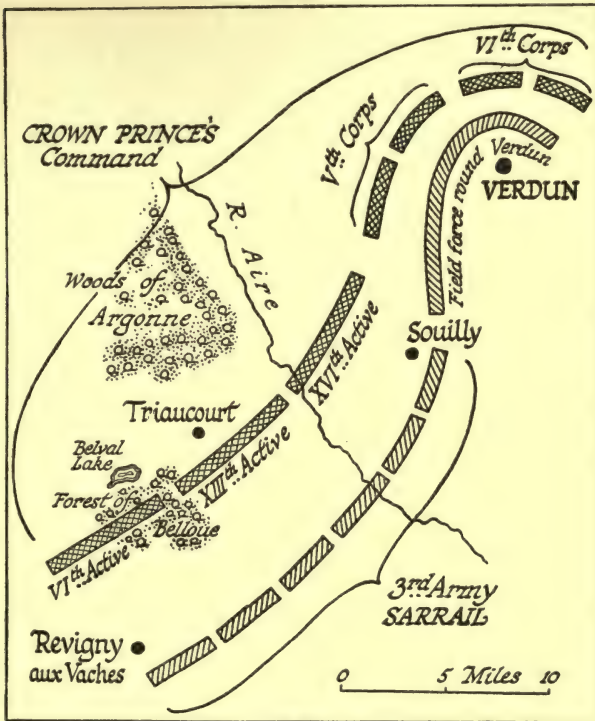 VIth Corps
CROWN PRINCE'S
Command
Vth Corps
Field force round Verdun
VERDUN
R. Aire
Woods of
Argonne
Souilly
XVIth Active
Triaucourt
XIIIth Active
Belval
Lake
Forest of
Belloue
VIth Active
3rd Army
SARRAIL
Revigny
aux Vaches
0 5 Miles 10